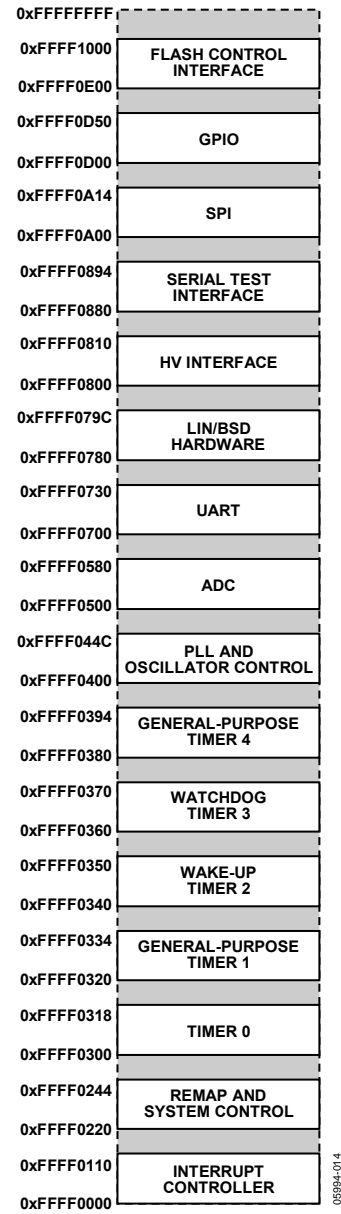 0xFFFFFFFF
0xFFFF1000
FLASH CONTROL
INTERFACE
0xFFFF0E00
0xFFFF0D50
GPIO
0xFFFF0D00
0xFFFF0A14
SPI
0xFFFF0A00
0xFFFF0894
SERIAL TEST
INTERFACE
0xFFFF0880
0xFFFF0810
HV INTERFACE
0xFFFF0800
0xFFFF079C
LIN/BSD
HARDWARE
0xFFFF0780
0xFFFF0730
UART
0xFFFF0700
0xFFFF0580
ADC
0xFFFF0500
0xFFFF044C
PLL AND
OSCILLATOR CONTROL
0xFFFF0400
0xFFFF0394
GENERAL-PURPOSE
TIMER 4
0xFFFF0380
0xFFFF0370
WATCHDOG
TIMER 3
0xFFFF0360
0xFFFF0350
WAKE-UP
TIMER 2
0xFFFF0340
0xFFFF0334
GENERAL-PURPOSE
TIMER 1
0xFFFF0320
0xFFFF0318
TIMER 0
0xFFFF0300
0xFFFF0244
REMAP AND
SYSTEM CONTROL
0xFFFF0220
0xFFFF0110
INTERRUPT
CONTROLLER
0xFFFF0000
05994-014